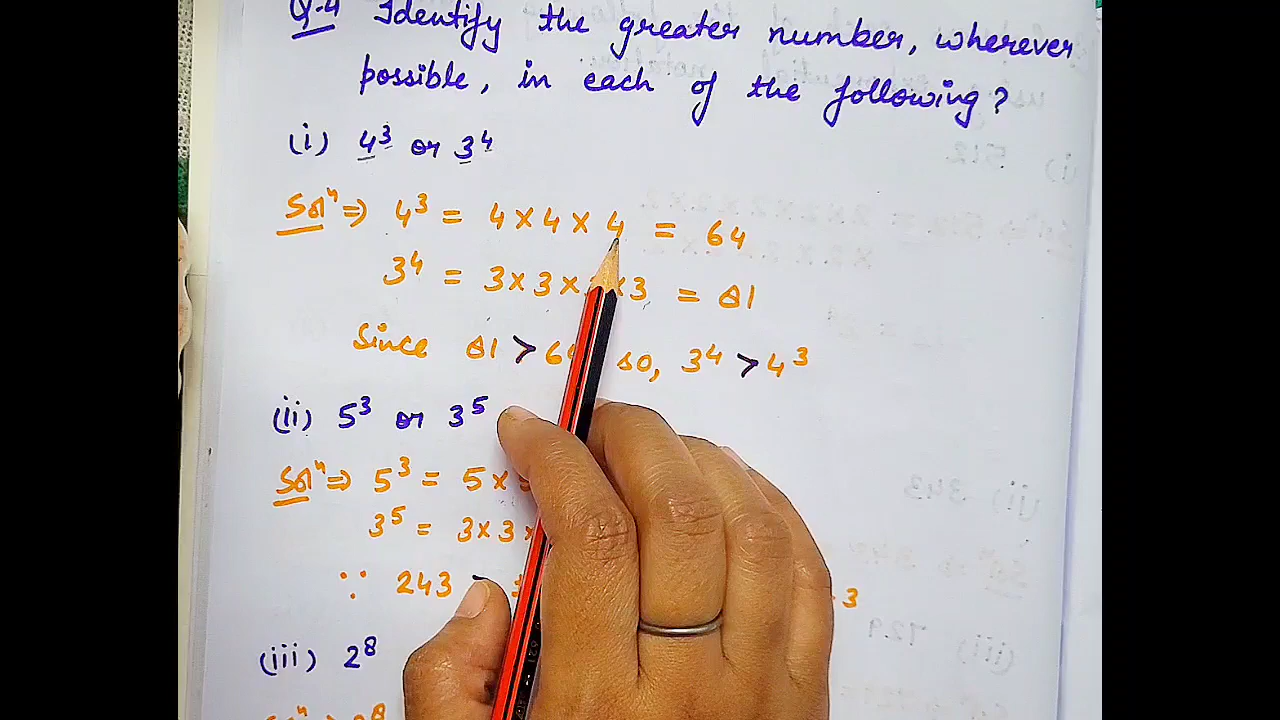 Q.4 Identify the greater number, wherever
possible, in each of the following?
(i) 4³ or 3⁴
Solⁿ ⇒ 4³ = 4 × 4 × 4 = 64
3⁴ = 3 × 3 × × 3 = 81
Since 81 > 6 so, 3⁴ > 4³
(ii) 5³ or 3⁵
Solⁿ ⇒ 5³ = 5 ×
3⁵ = 3 × 3 ×
∵ 243
3
(iii) 2⁸